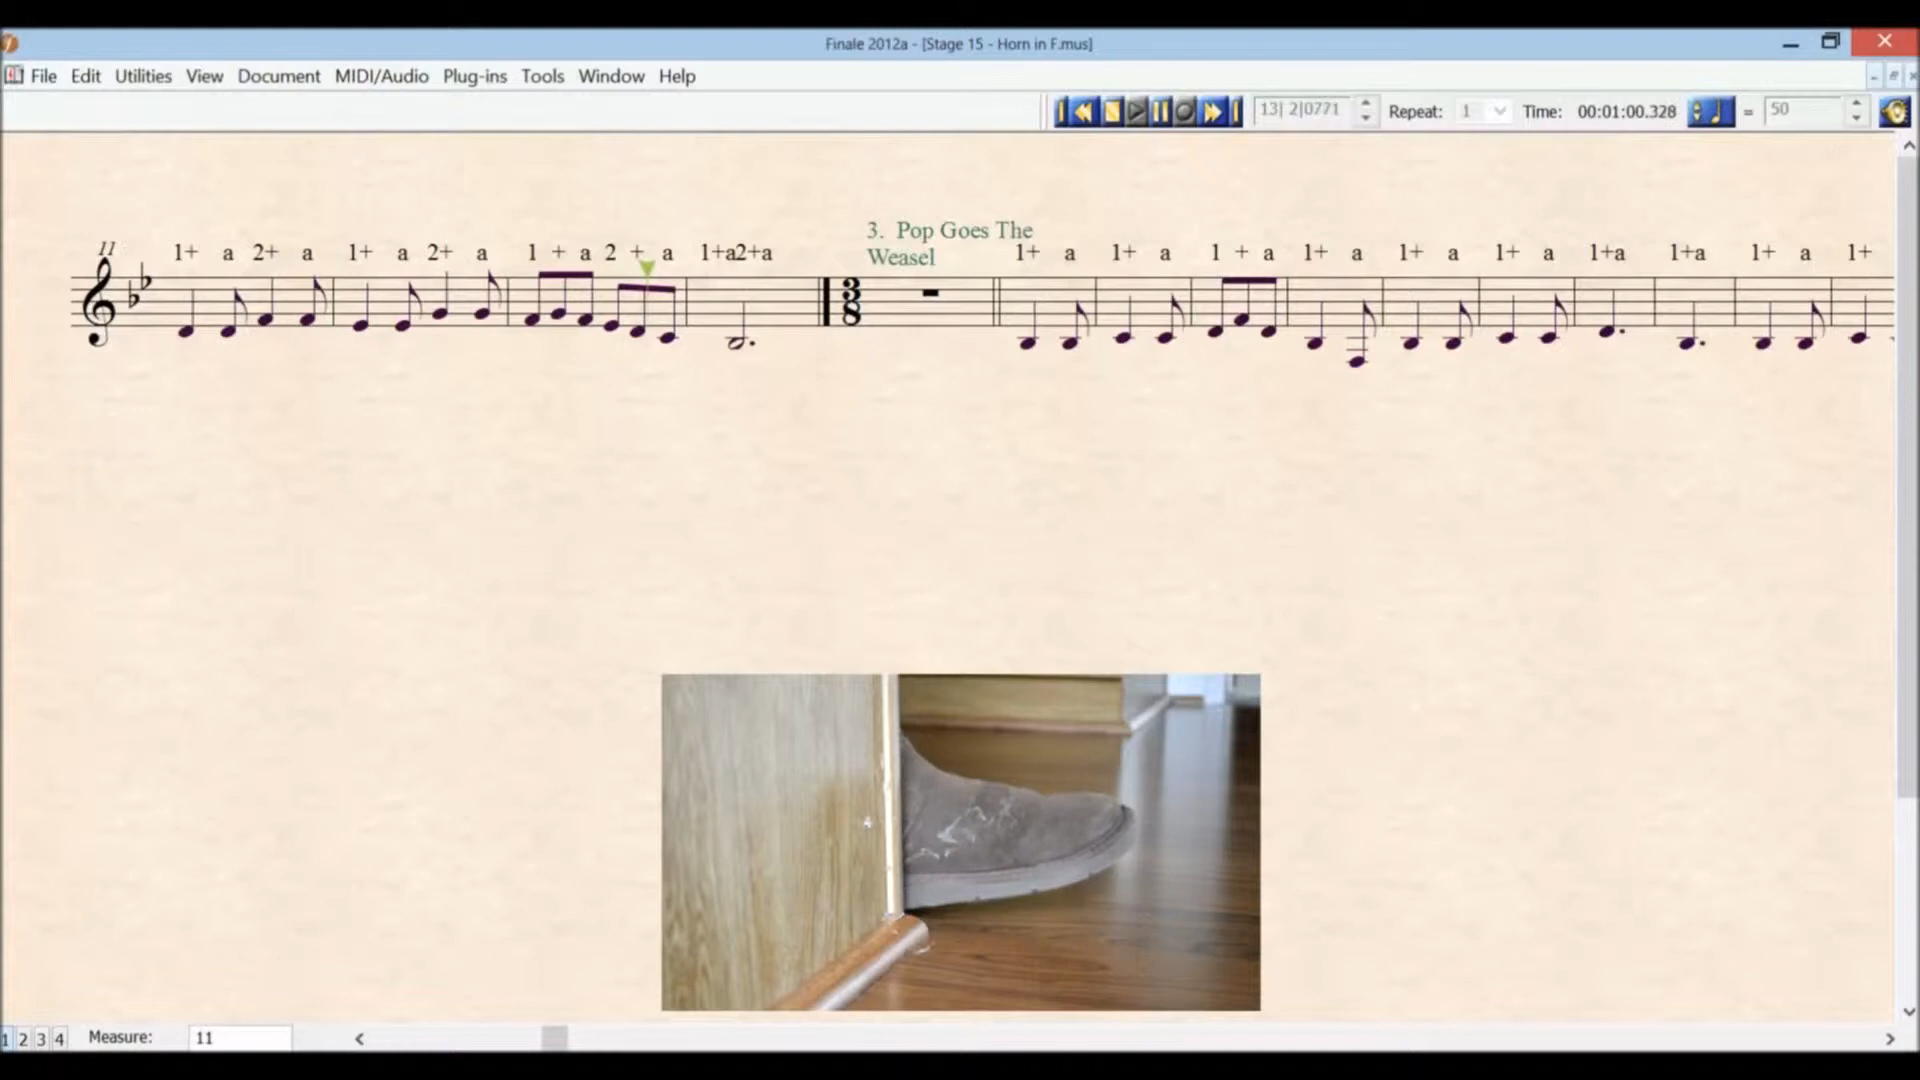 Finale 2012a - [Stage 15 - Horn in F.mus]
File Edit Utilities View Document MIDI/Audio Plug-ins Tools Window Help
13| 2|0771 Repeat: 1 Time: 00:01:00.328 = 50
3. Pop Goes The
Weasel
11 1+ a 2+ a 1+ a 2+ a 1 + a 2 + a 1+a2+a 1+ a 1+ a 1 + a 1+ a 1+ a 1+ a 1+a 1+a 1+ a 1+
3
8
1 2 3 4 Measure: 11